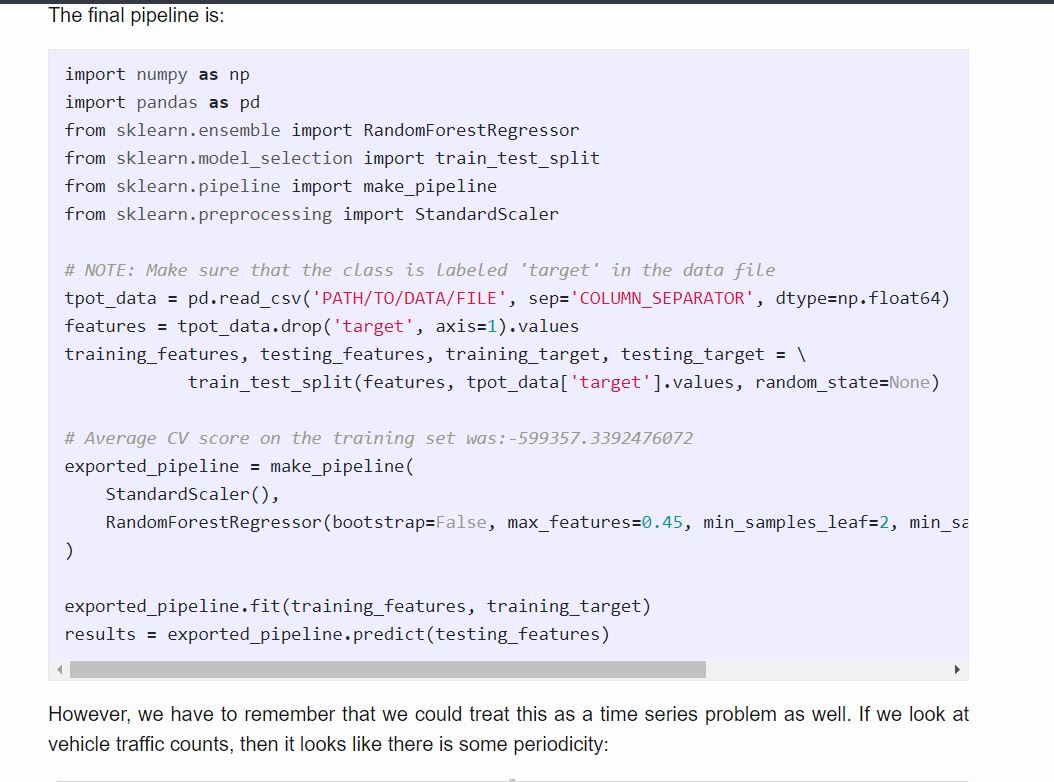 The final pipeline is:
import numpy as np
import pandas as pd
from sklearn.ensemble import RandomForestRegressor
from sklearn.model_selection import train_test_split
from sklearn.pipeline import make_pipeline
from sklearn.preprocessing import StandardScaler
# NOTE: Make sure that the class is labeled 'target' in the data file
tpot_data = pd.read_csv('PATH/TO/DATA/FILE', sep='COLUMN_SEPARATOR', dtype=np.float64)
features = tpot_data.drop('target', axis=1).values
training_features, testing_features, training_target, testing_target = \
            train_test_split(features, tpot_data['target'].values, random_state=None)
# Average CV score on the training set was:-599357.3392476072
exported_pipeline = make_pipeline(
    StandardScaler(),
    RandomForestRegressor(bootstrap=False, max_features=0.45, min_samples_leaf=2, min_sa
)
exported_pipeline.fit(training_features, training_target)
results = exported_pipeline.predict(testing_features)
However, we have to remember that we could treat this as a time series problem as well. If we look at
vehicle traffic counts, then it looks like there is some periodicity: